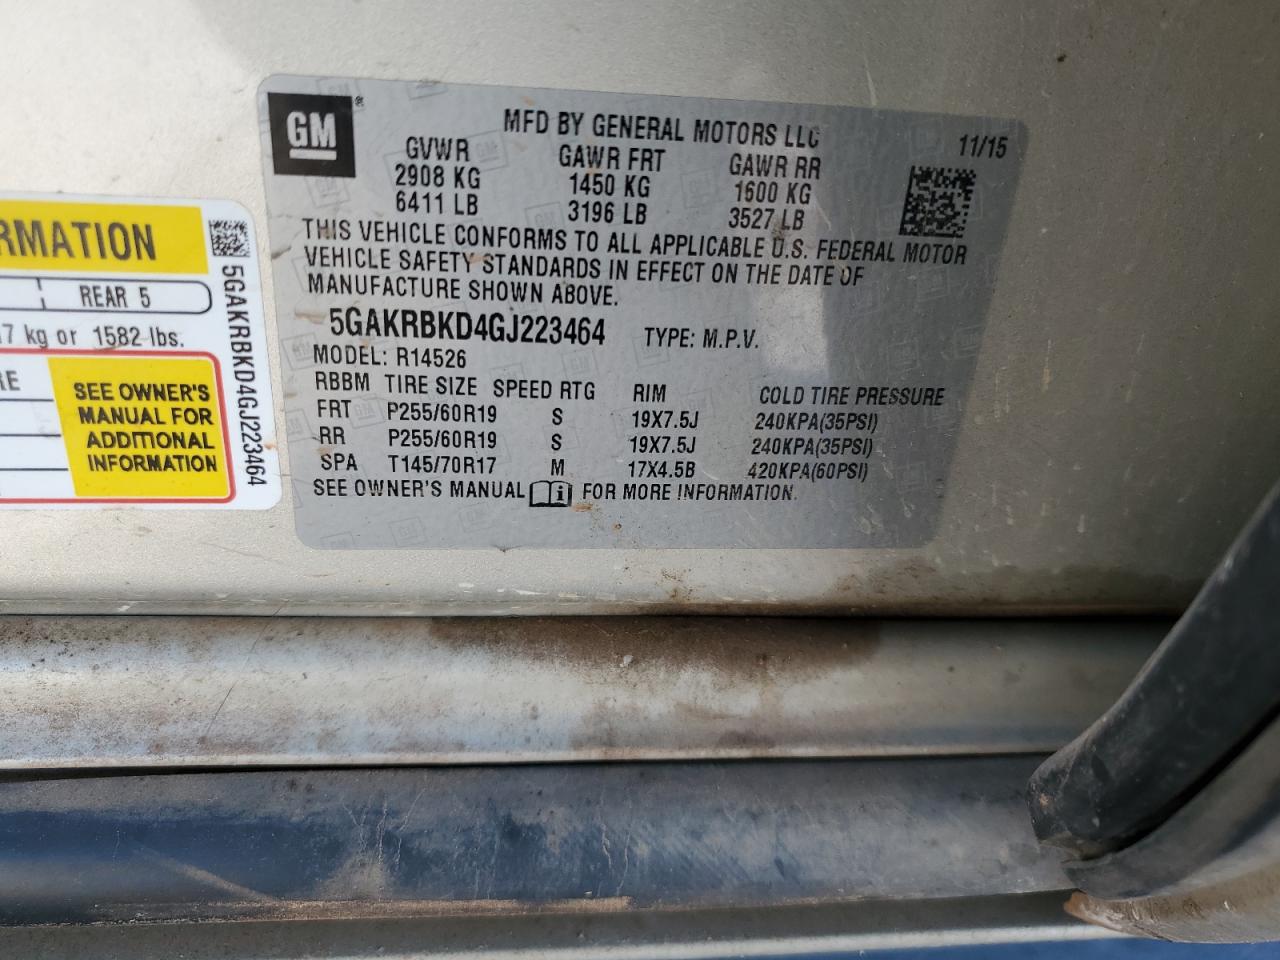 GM ®
MFD BY GENERAL MOTORS LLC 11/15
GVWR GAWR FRT GAWR RR
2908 KG 1450 KG 1600 KG
6411 LB 3196 LB 3527 LB
THIS VEHICLE CONFORMS TO ALL APPLICABLE U.S. FEDERAL MOTOR
VEHICLE SAFETY STANDARDS IN EFFECT ON THE DATE OF
MANUFACTURE SHOWN ABOVE.
5GAKRBKD4GJ223464 TYPE: M.P.V.
MODEL: R14526
RBBM TIRE SIZE SPEED RTG RIM COLD TIRE PRESSURE
FRT P255/60R19 S 19X7.5J 240KPA(35PSI)
RR P255/60R19 S 19X7.5J 240KPA(35PSI)
SPA T145/70R17 M 17X4.5B 420KPA(60PSI)
SEE OWNER'S MANUAL i FOR MORE INFORMATION.
RMATION
REAR 5
7 kg or 1582 lbs.
RE
SEE OWNER'S
MANUAL FOR
ADDITIONAL
INFORMATION
5GAKRBKD4GJ223464